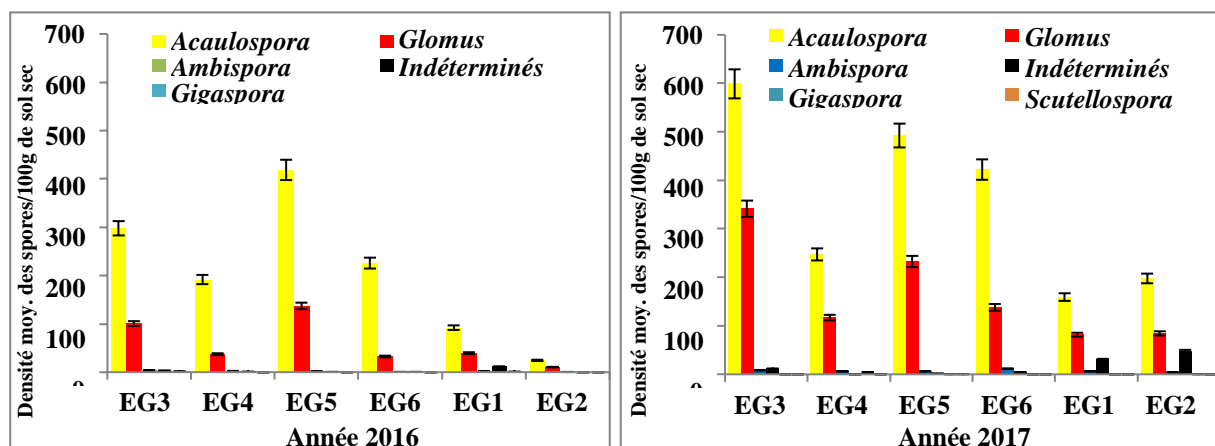 Densité moy. des spores/100g de sol sec
700
600
500
400
300
200
100
0
Acaulospora
Glomus
Ambispora
Indéterminés
Gigaspora
EG3 EG4 EG5 EG6 EG1 EG2
Année 2016
Densité moy. des spores/100g de sol sec
700
600
500
400
300
200
100
0
Acaulospora
Glomus
Ambispora
Indéterminés
Gigaspora
Scutellospora
EG3 EG4 EG5 EG6 EG1 EG2
Année 2017